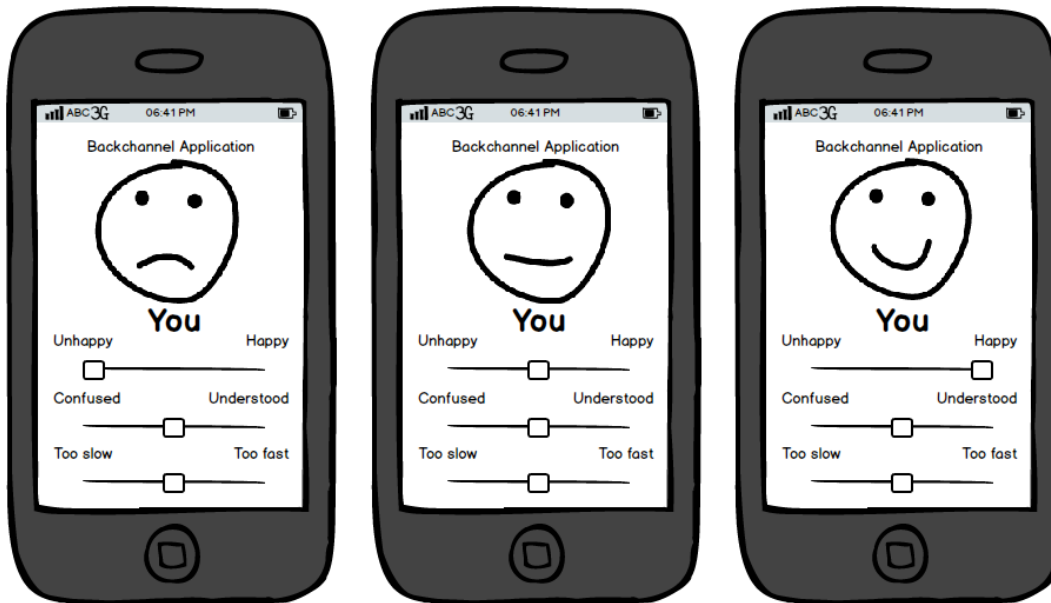 ABC 3G 06:41 PM
Backchannel Application
You
Unhappy Happy
Confused Understood
Too slow Too fast
ABC 3G 06:41 PM
Backchannel Application
You
Unhappy Happy
Confused Understood
Too slow Too fast
ABC 3G 06:41 PM
Backchannel Application
You
Unhappy Happy
Confused Understood
Too slow Too fast